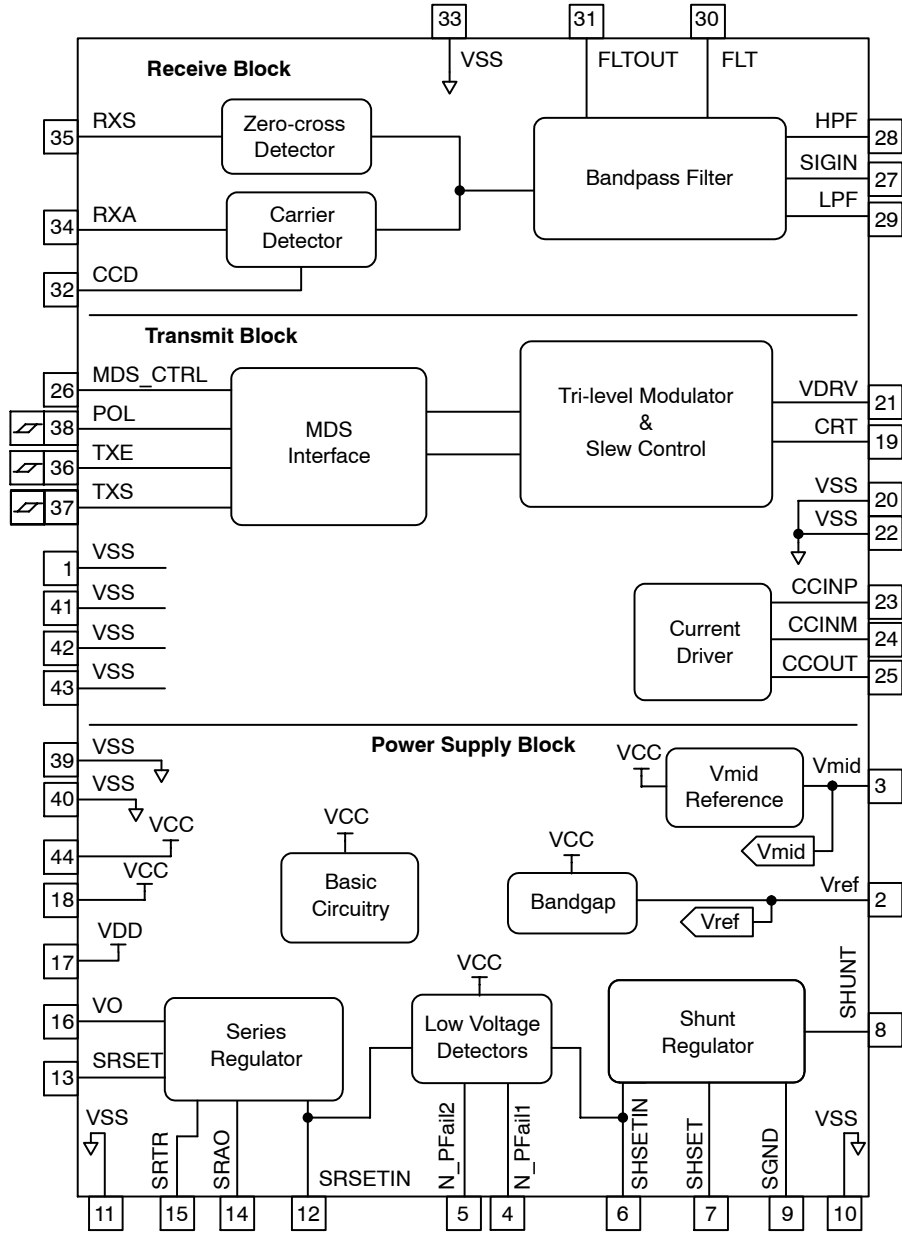 33
31
30
VSS
FLTOUT
FLT
Receive Block
35
RXS
Zero-cross
Detector
34
RXA
Carrier
Detector
32
CCD
Bandpass Filter
HPF
28
SIGIN
27
LPF
29
Transmit Block
26
MDS_CTRL
38
POL
36
TXE
37
TXS
MDS
Interface
Tri-level Modulator
&
Slew Control
VDRV
21
CRT
19
VSS
20
VSS
22
1
VSS
41
VSS
42
VSS
43
VSS
Current
Driver
CCINP
23
CCINM
24
CCOUT
25
Power Supply Block
39
VSS
40
VSS
44
VCC
18
VCC
17
VDD
VCC
Basic
Circuitry
VCC
Vmid
Reference
Vmid
3
Vmid
VCC
Bandgap
Vref
2
Vref
16
VO
13
SRSET
Series
Regulator
VCC
Low Voltage
Detectors
Shunt
Regulator
SHUNT
8
VSS
SRTR
SRAO
SRSETIN
N_PFail2
N_PFail1
SHSETIN
SHSET
SGND
VSS
11
15
14
12
5
4
6
7
9
10